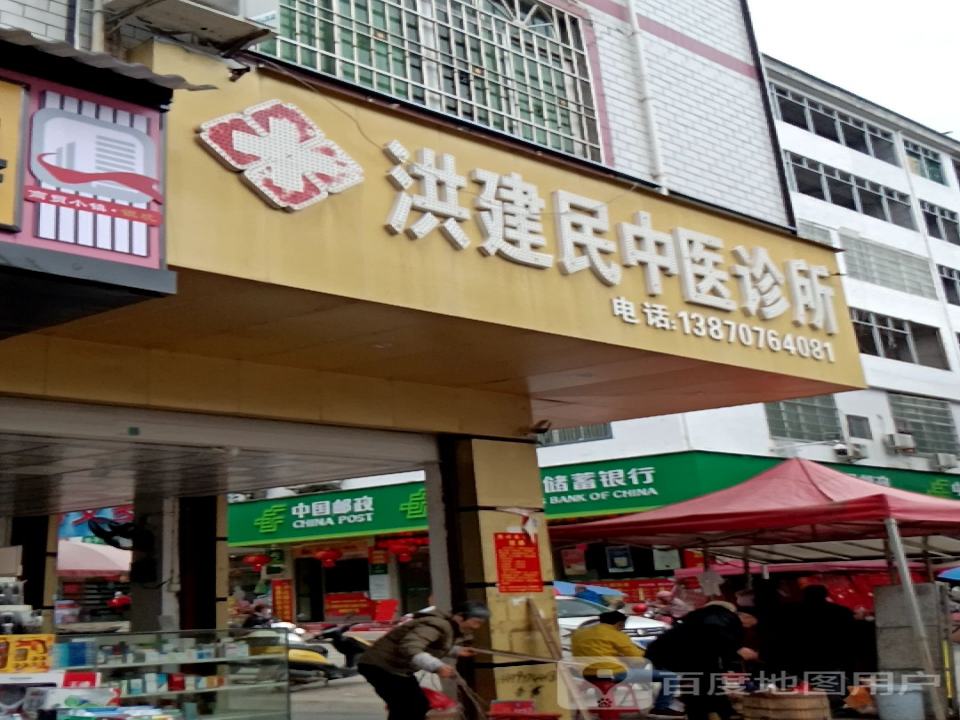 洪建民中医诊所
电话:13870764081
中国邮政
CHINA POST
储蓄银行
BANK OF CHINA
百度地图用户